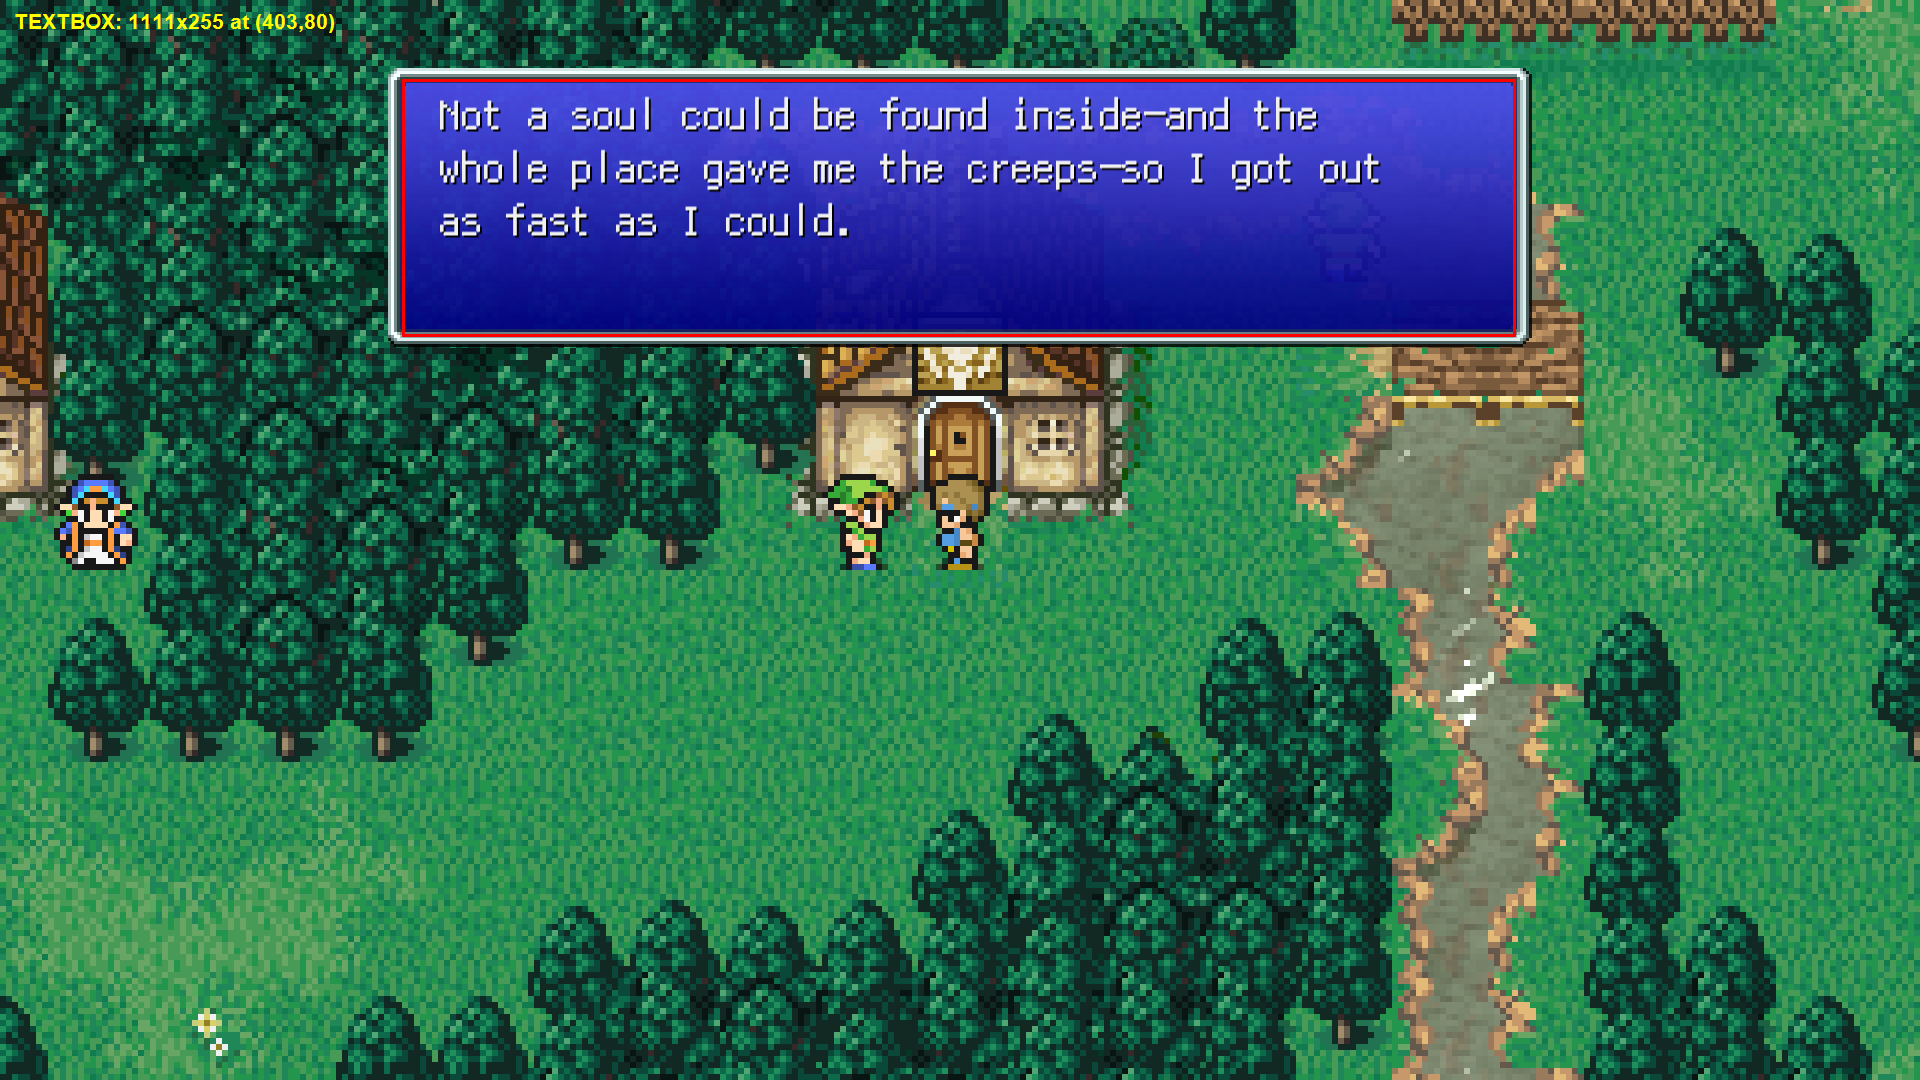 TEXTBOX: 1111x255 at (403,80)
Not a soul could be found inside—and the
whole place gave me the creeps—so I got out
as fast as I could.